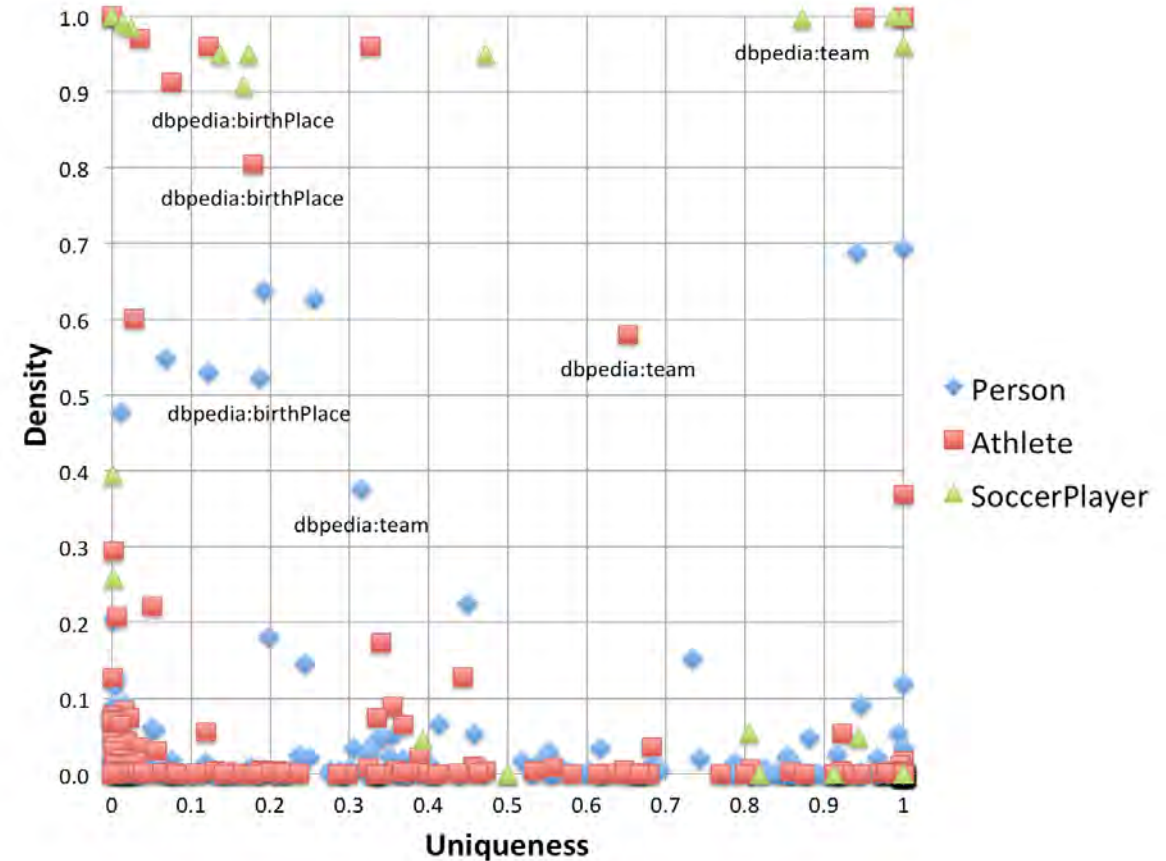 1.0
dbpedia:team
0.9
dbpedia:birthPlace
0.8
dbpedia:birthPlace
0.7
0.6
dbpedia:team
Density
Person
0.5
dbpedia:birthPlace
Athlete
0.4
SoccerPlayer
dbpedia:team
0.3
0.2
0.1
0.0
0 0.1 0.2 0.3 0.4 0.5 0.6 0.7 0.8 0.9 1
Uniqueness